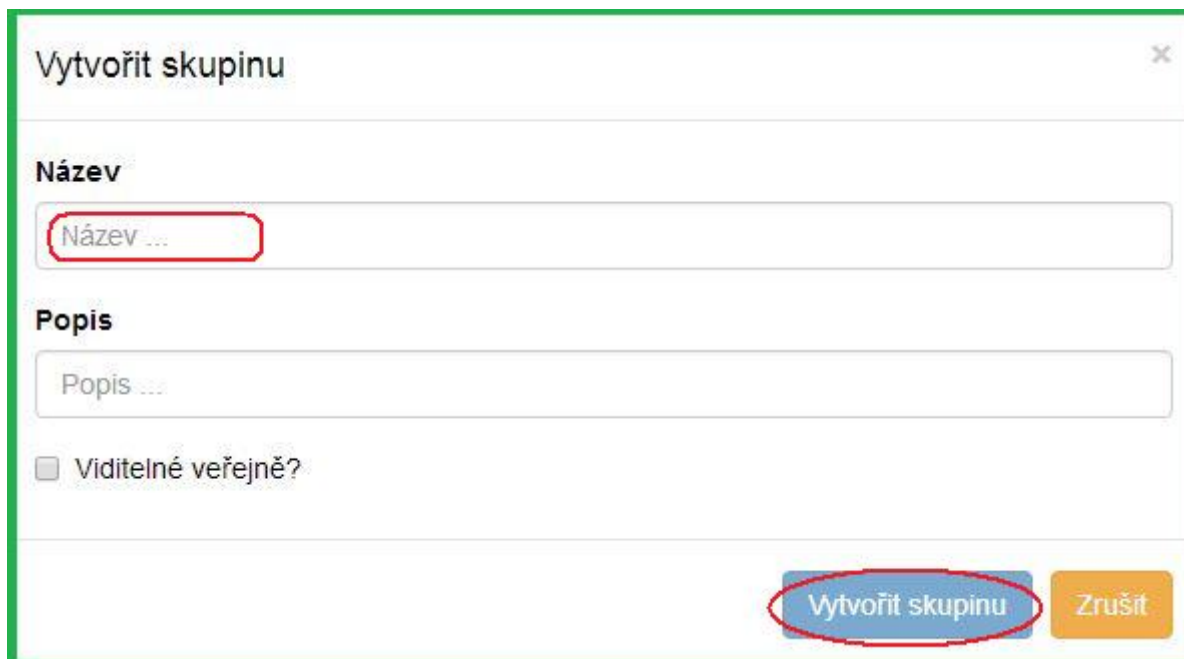 Vytvořit skupinu
×
Název
Název ...
Popis
Popis ...
Viditelné veřejně?
Vytvořit skupinu Zrušit